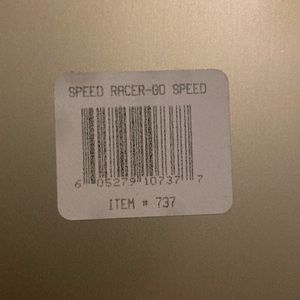 SPEED RACER-GO SPEED
6 05279 10737 7
ITEM # 737